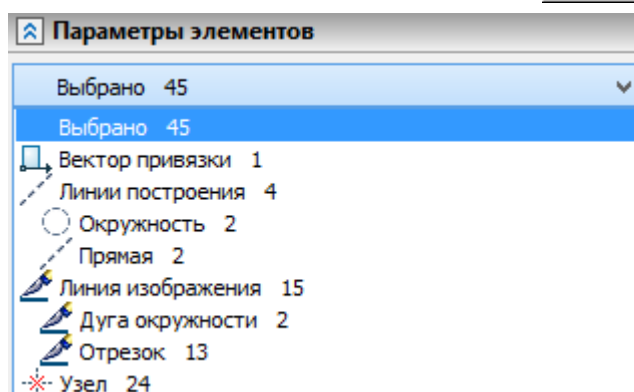 Параметры элементов
Выбрано 45
Выбрано 45
Вектор привязки 1
Линии построения 4
Окружность 2
Прямая 2
Линия изображения 15
Дуга окружности 2
Отрезок 13
Узел 24